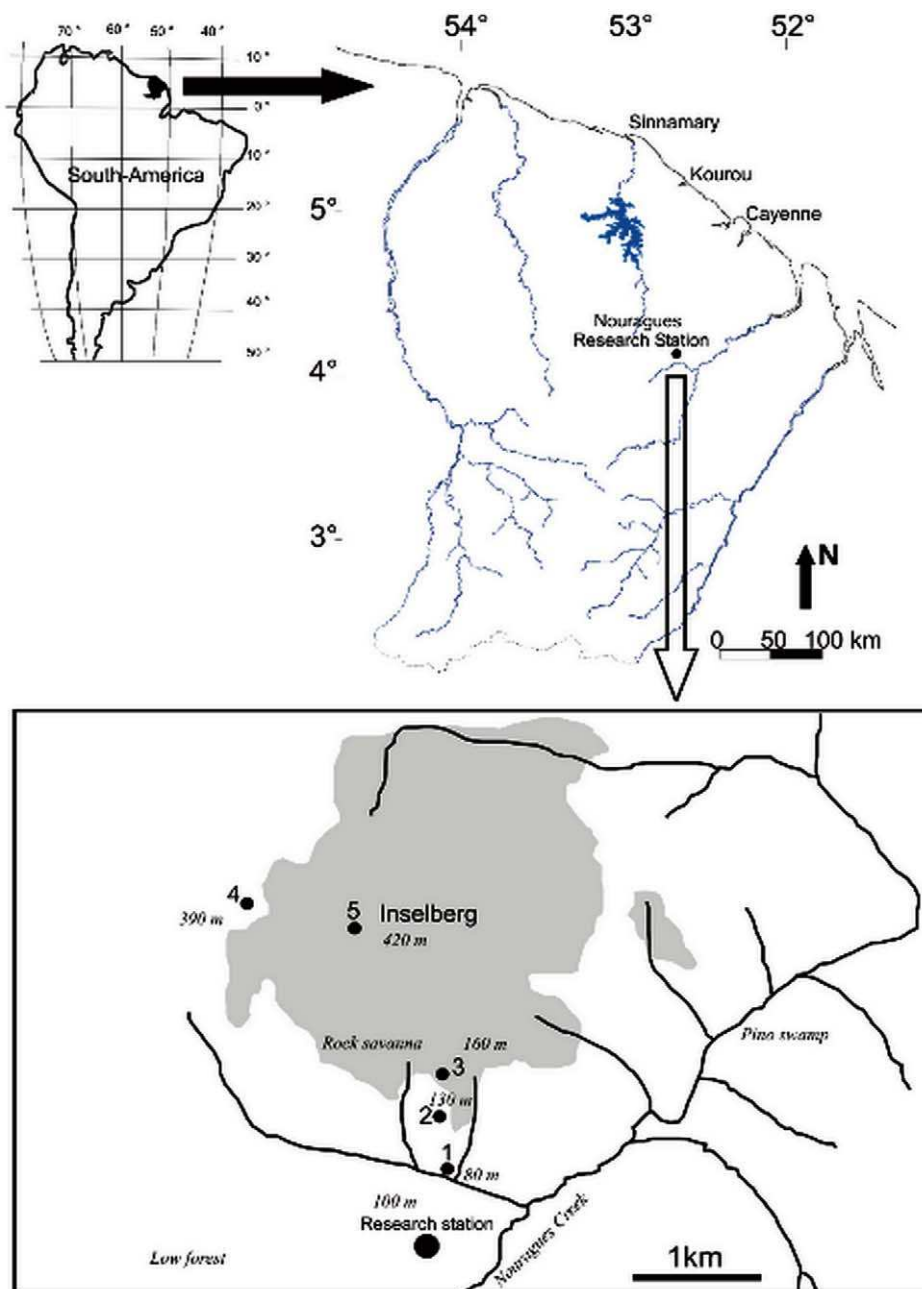 54° 53° 52°
70° 60° 50° 40°
10°
0°
10°
20°
30°
40°
50°
South-America
Sinnamary
Kourou
Cayenne
5°
4°
3°
Nouragues
Research Station
N
0 50 100 km
4
390 m
5 Inselberg
420 m
Rock savanna
160 m
3
130 m
2
1
80 m
100 m
Research station
Low forest
Nouragues Creek
Pino swamp
1km